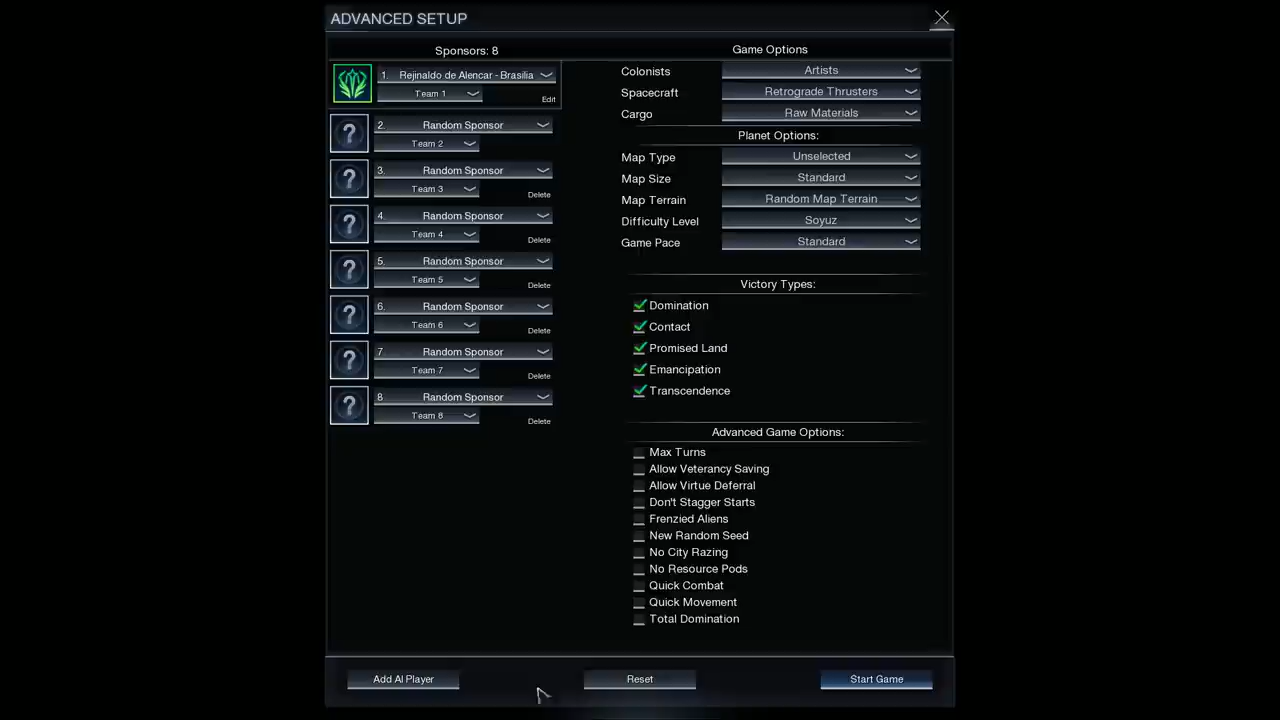 ADVANCED SETUP
Sponsors: 8
1. Rejinaldo de Alencar - Brasilia
Team 1
Edit
2. Random Sponsor
Team 2
3. Random Sponsor
Team 3
Delete
4. Random Sponsor
Team 4
Delete
5. Random Sponsor
Team 5
Delete
6. Random Sponsor
Team 6
Delete
7 Random Sponsor
Team 7
Delete
8 Random Sponsor
Team 8
Delete
Game Options
Colonists Artists
Spacecraft Retrograde Thrusters
Cargo Raw Materials
Planet Options:
Map Type Unselected
Map Size Standard
Map Terrain Random Map Terrain
Difficulty Level Soyuz
Game Pace Standard
Victory Types:
Domination
Contact
Promised Land
Emancipation
Transcendence
Advanced Game Options:
Max Turns
Allow Veterancy Saving
Allow Virtue Deferral
Don't Stagger Starts
Frenzied Aliens
New Random Seed
No City Razing
No Resource Pods
Quick Combat
Quick Movement
Total Domination
Add AI Player
Reset
Start Game